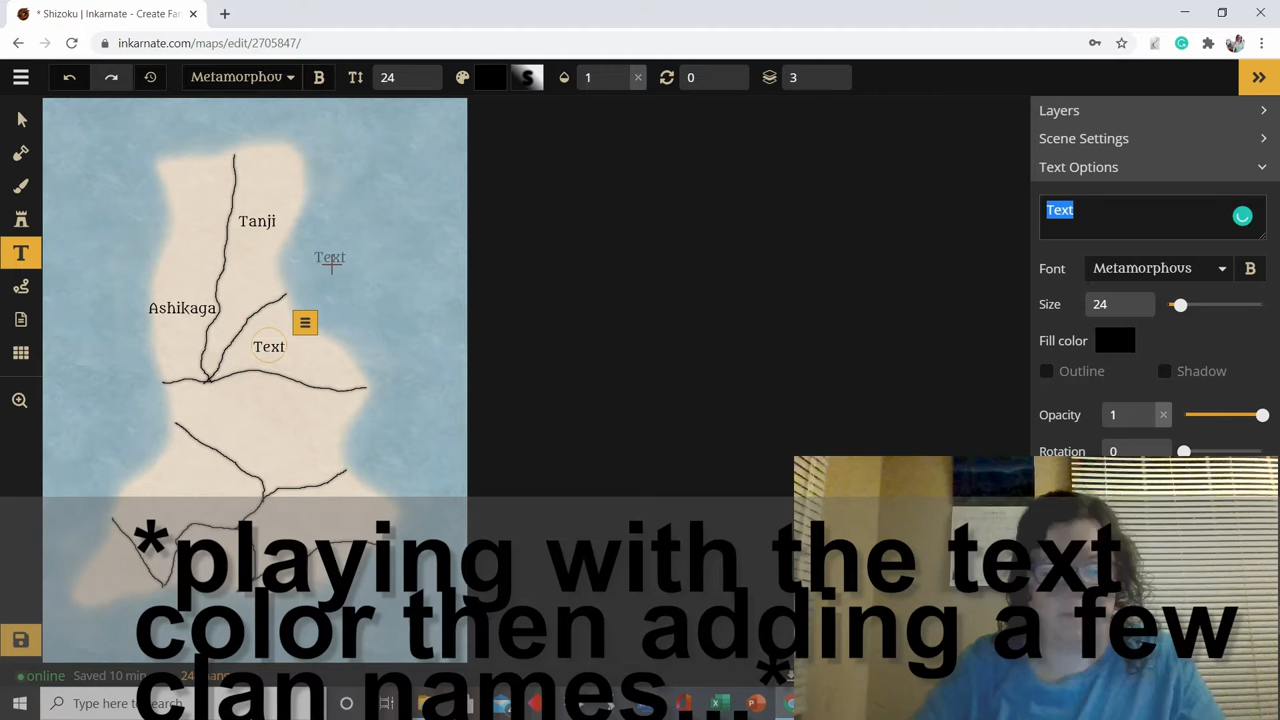 * Shizoku | Inkarnate - Create Fan
inkarnate.com/maps/edit/2705847/
Metamorphou
B
24
S
1
×
0
3
Layers
Scene Settings
Text Options
Text
Font
Metamorphous
B
Size
24
Fill color
Outline
Shadow
Opacity
1
×
Rotation
0
T
Tanji
Text
Ashikaga
Text
*playing with the text
color then adding a few
clan names...*
online
Saved 10 min
Type here to search